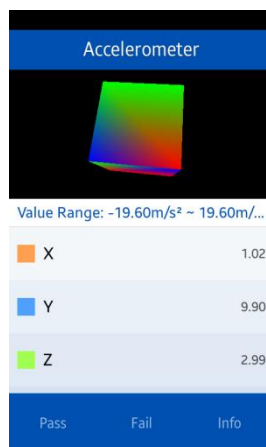 Accelerometer
Value Range: -19.60m/s² ~ 19.60m/...
X 1.02
Y 9.90
Z 2.99
Pass Fail Info